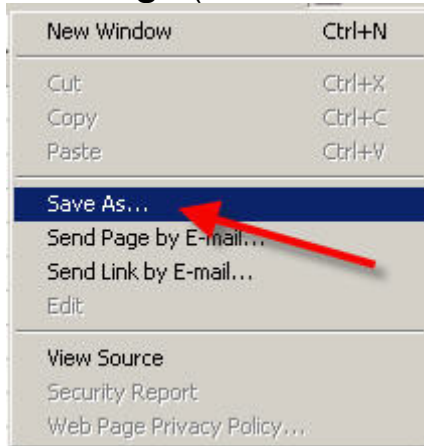 New Window Ctrl+N
Cut Ctrl+X
Copy Ctrl+C
Paste Ctrl+V
Save As...
Send Page by E-mail...
Send Link by E-mail...
Edit
View Source
Security Report
Web Page Privacy Policy...